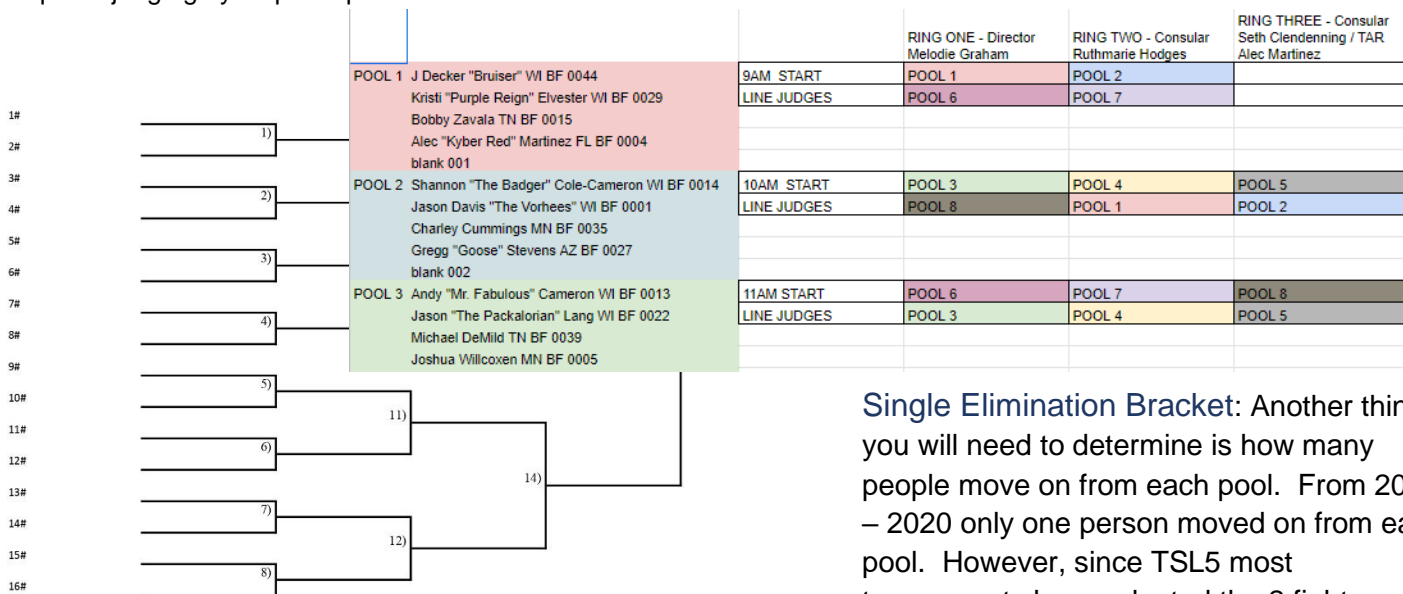 RING ONE - Director
Melodie Graham
RING TWO - Consular
Ruthmarie Hodges
RING THREE - Consular
Seth Clendenning / TAR
Alec Martinez
POOL 1 J Decker "Bruiser" WI BF 0044 9AM START POOL 1 POOL 2
Kristi "Purple Reign" Elvester WI BF 0029 LINE JUDGES POOL 6 POOL 7
Bobby Zavala TN BF 0015
Alec "Kyber Red" Martinez FL BF 0004
blank 001
POOL 2 Shannon "The Badger" Cole-Cameron WI BF 0014 10AM START POOL 3 POOL 4 POOL 5
Jason Davis "The Vorhees" WI BF 0001 LINE JUDGES POOL 8 POOL 1 POOL 2
Charley Cummings MN BF 0035
Gregg "Goose" Stevens AZ BF 0027
blank 002
POOL 3 Andy "Mr. Fabulous" Cameron WI BF 0013 11AM START POOL 6 POOL 7 POOL 8
Jason "The Packalorian" Lang WI BF 0022 LINE JUDGES POOL 3 POOL 4 POOL 5
Michael DeMild TN BF 0039
Joshua Willcoxen MN BF 0005
1#
1)
2#
3#
2)
4#
5#
3)
6#
7#
4)
8#
9#
5)
10#
11)
11#
6)
12#
14)
13#
7)
14#
12)
15#
8)
16#
Single Elimination Bracket: Another
you will need to determine is how many
people move on from each pool. From
– 2020 only one person moved on from
pool. However, since TSL5 most